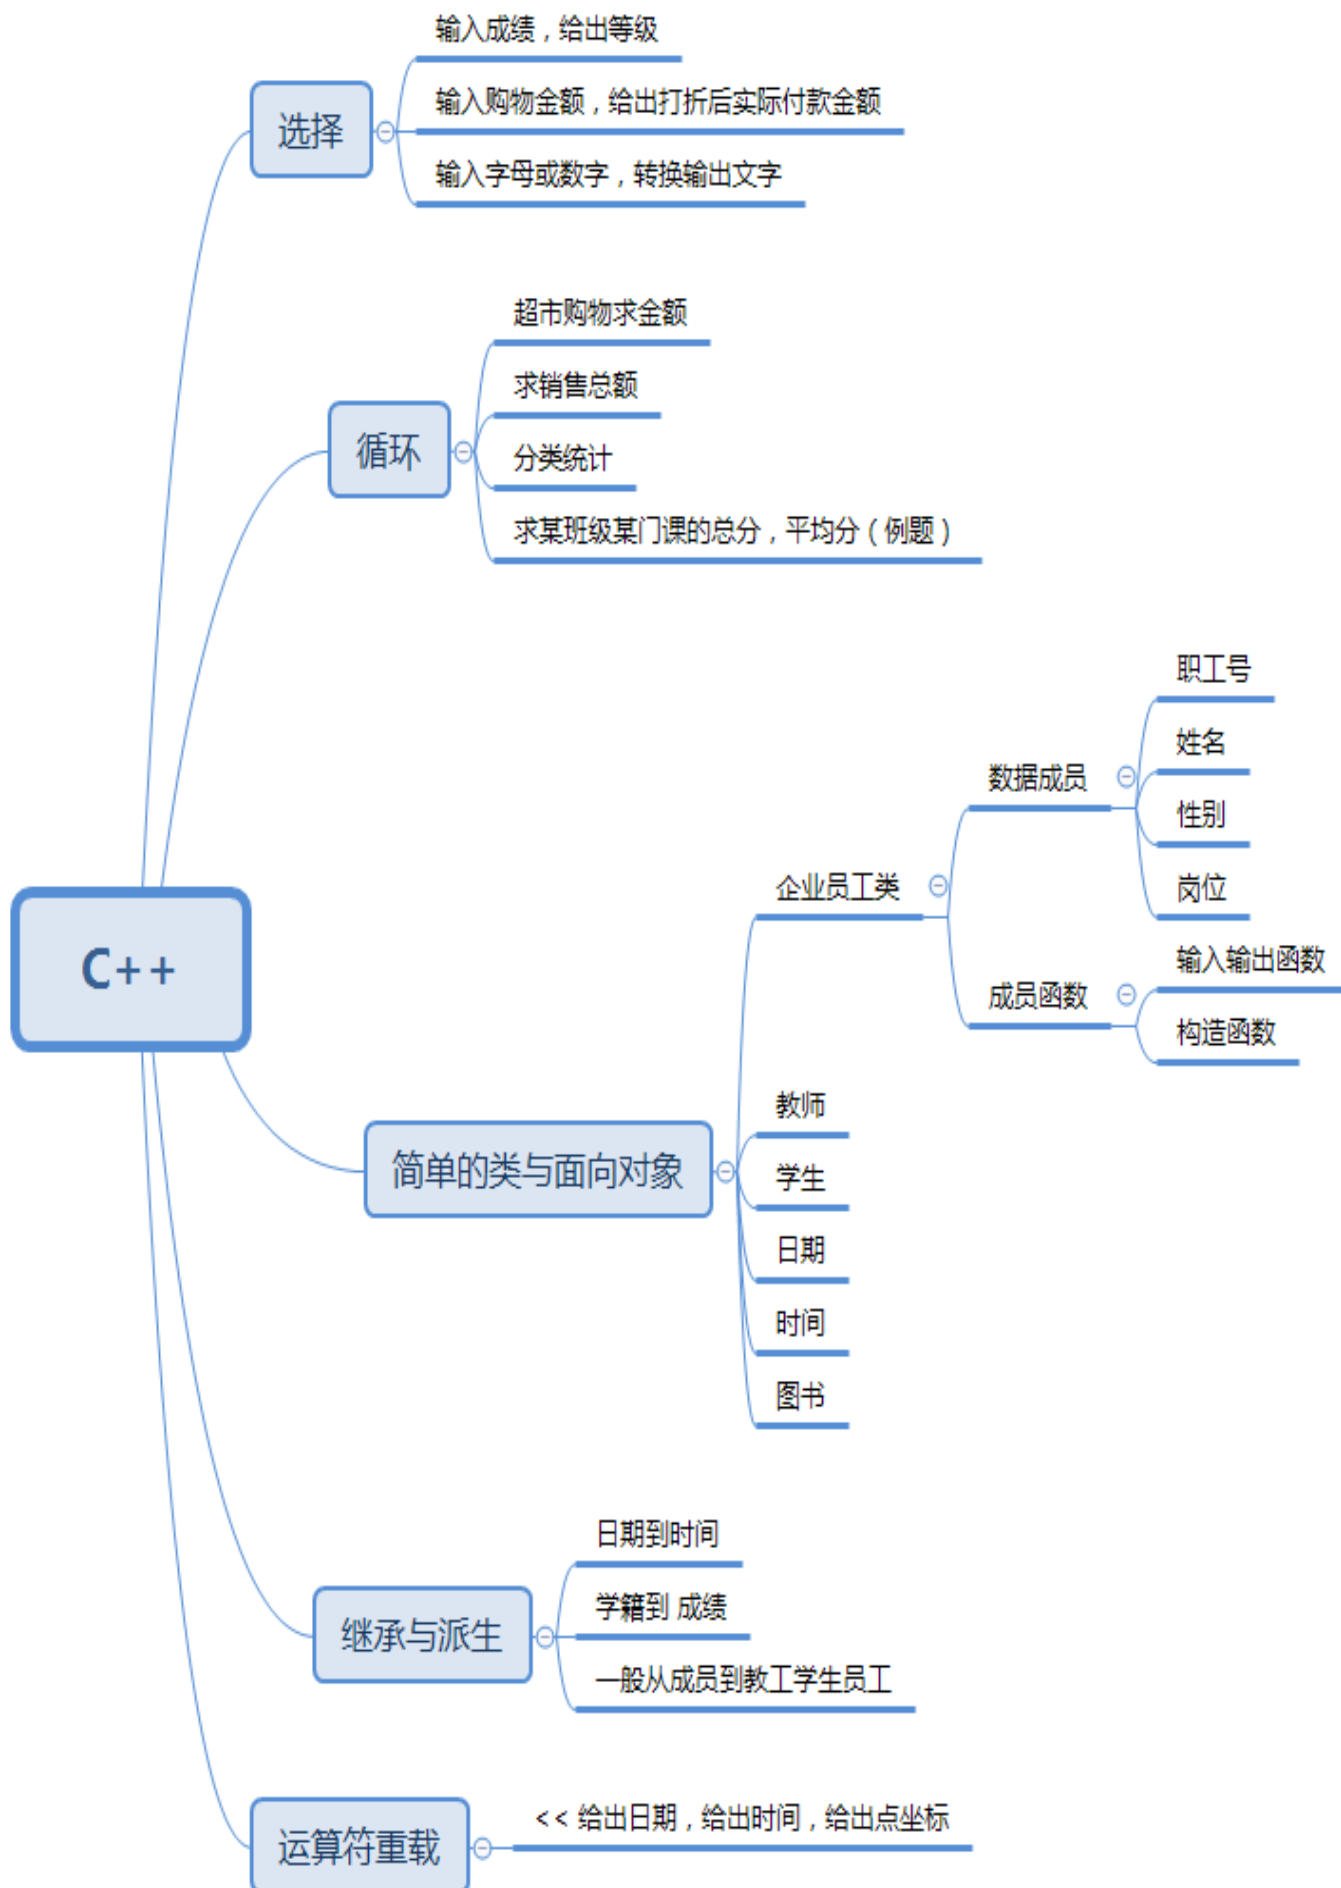 输入成绩，给出等级
输入购物金额，给出打折后实际付款金额
选择
输入字母或数字，转换输出文字
超市购物求金额
求销售总额
循环
分类统计
求某班级某门课的总分，平均分（例题）
职工号
姓名
数据成员
性别
企业员工类
岗位
C++
输入输出函数
成员函数
构造函数
教师
简单的类与面向对象
学生
日期
时间
图书
日期到时间
学籍到 成绩
继承与派生
一般从成员到教工学生员工
<< 给出日期，给出时间，给出点坐标
运算符重载